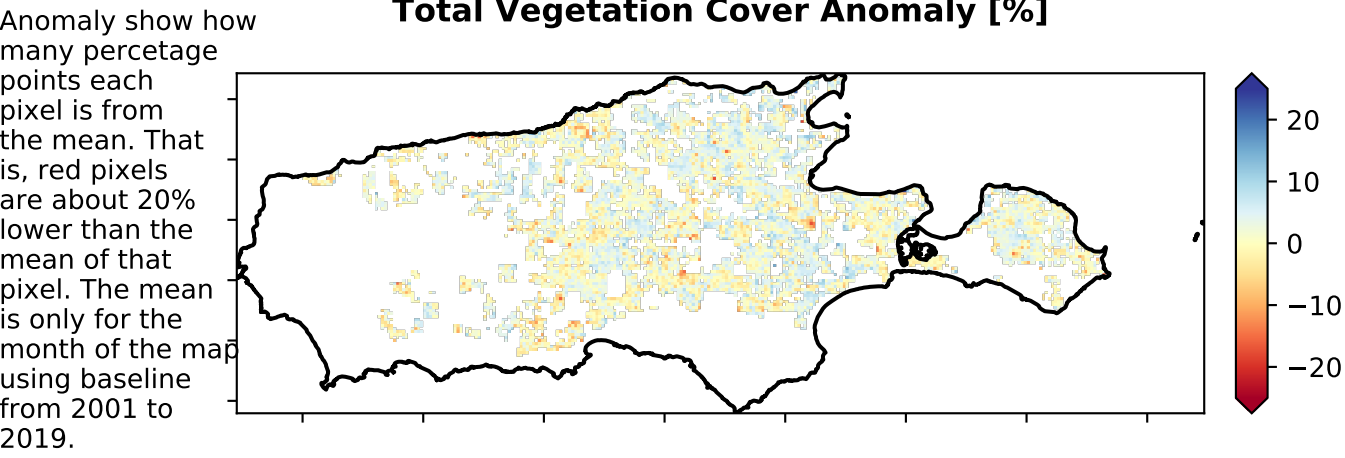 Total Vegetation Cover Anomaly [%]
Anomaly show how
many percetage
points each
pixel is from
the mean. That
is, red pixels
are about 20%
lower than the
mean of that
pixel. The mean
is only for the
month of the map
using baseline
from 2001 to
2019.
20
10
0
−10
−20